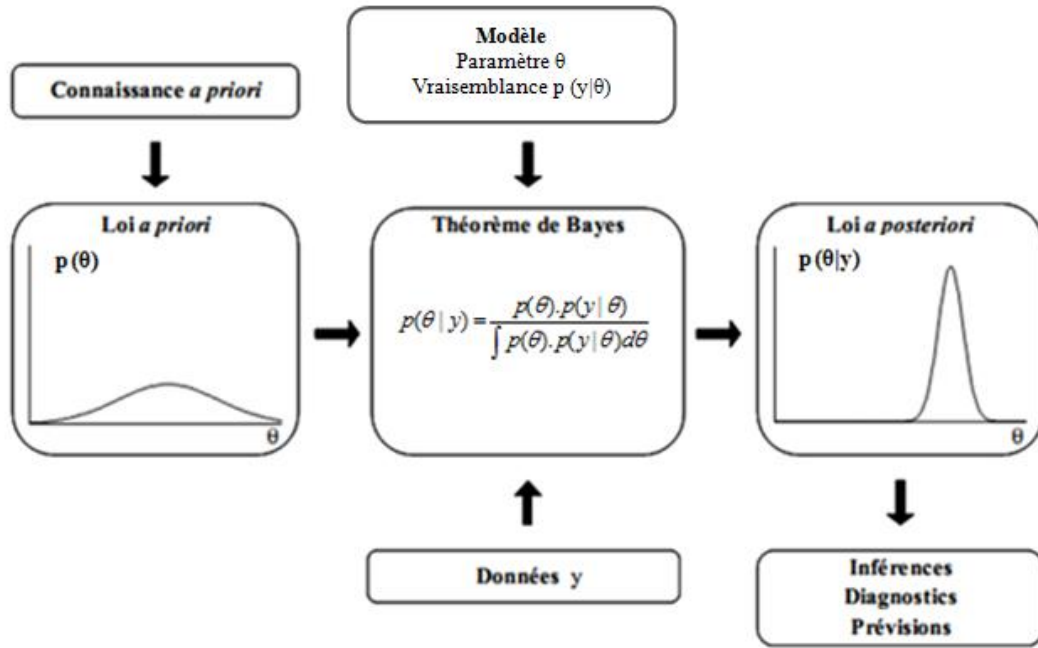 Modèle
Paramètre θ
Vraisemblance p (y|θ)
Connaissance a priori
Loi a priori
p (θ)
θ
Théorème de Bayes
p(θ | y) = p(θ).p(y | θ)
∫ p(θ).p(y | θ)dθ
Loi a posteriori
p (θ|y)
θ
Données y
Inférences
Diagnostics
Prévisions